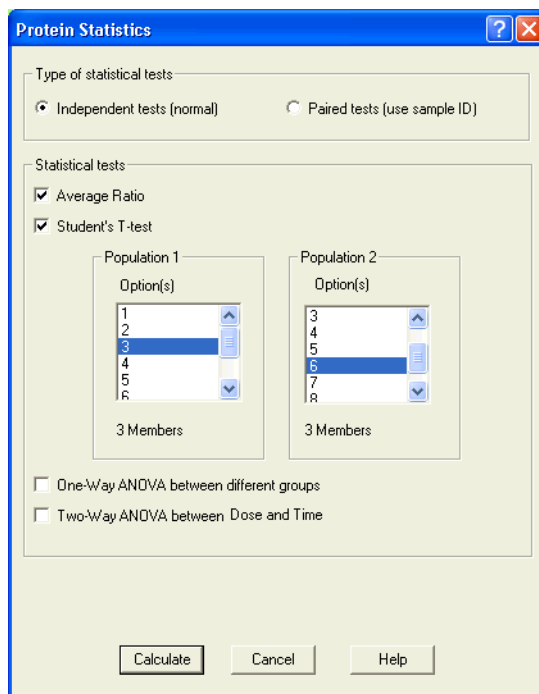 Protein Statistics
Type of statistical tests
Independent tests (normal) Paired tests (use sample ID)
Statistical tests
Average Ratio
Student's T-test
Population 1 Population 2
Option(s) Option(s)
1 3
2 4
3 5
4 6
5 7
6 8
3 Members 3 Members
One-Way ANOVA between different groups
Two-Way ANOVA between Dose and Time
Calculate Cancel Help